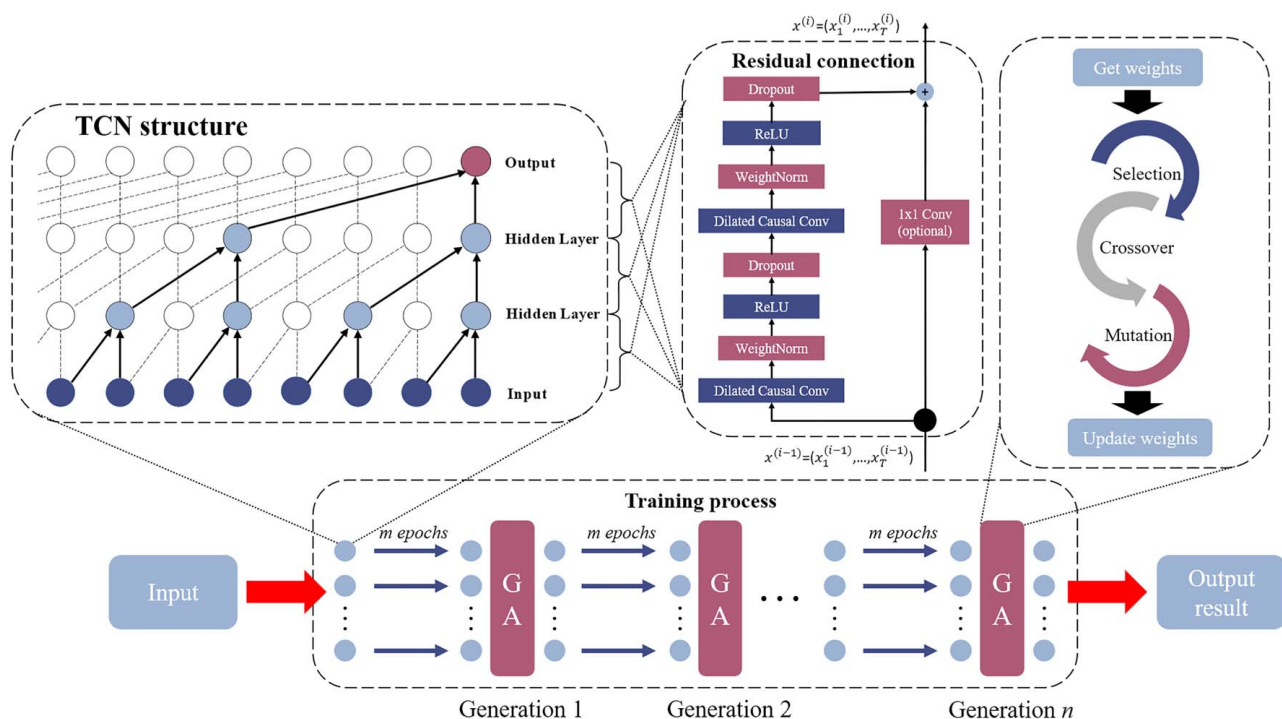 TCN structure
Output
Hidden Layer
Hidden Layer
Input
x^(i)=(x_1^(i),...,x_T^(i))
Residual connection
Dropout
+
ReLU
WeightNorm
Dilated Causal Conv
1x1 Conv
(optional)
Dropout
ReLU
WeightNorm
Dilated Causal Conv
x^(i-1)=(x_1^(i-1),...,x_T^(i-1))
Get weights
Selection
Crossover
Mutation
Update weights
Training process
m epochs
m epochs
m epochs
Input
G
A
G
A
...
G
A
Output
result
Generation 1
Generation 2
Generation n